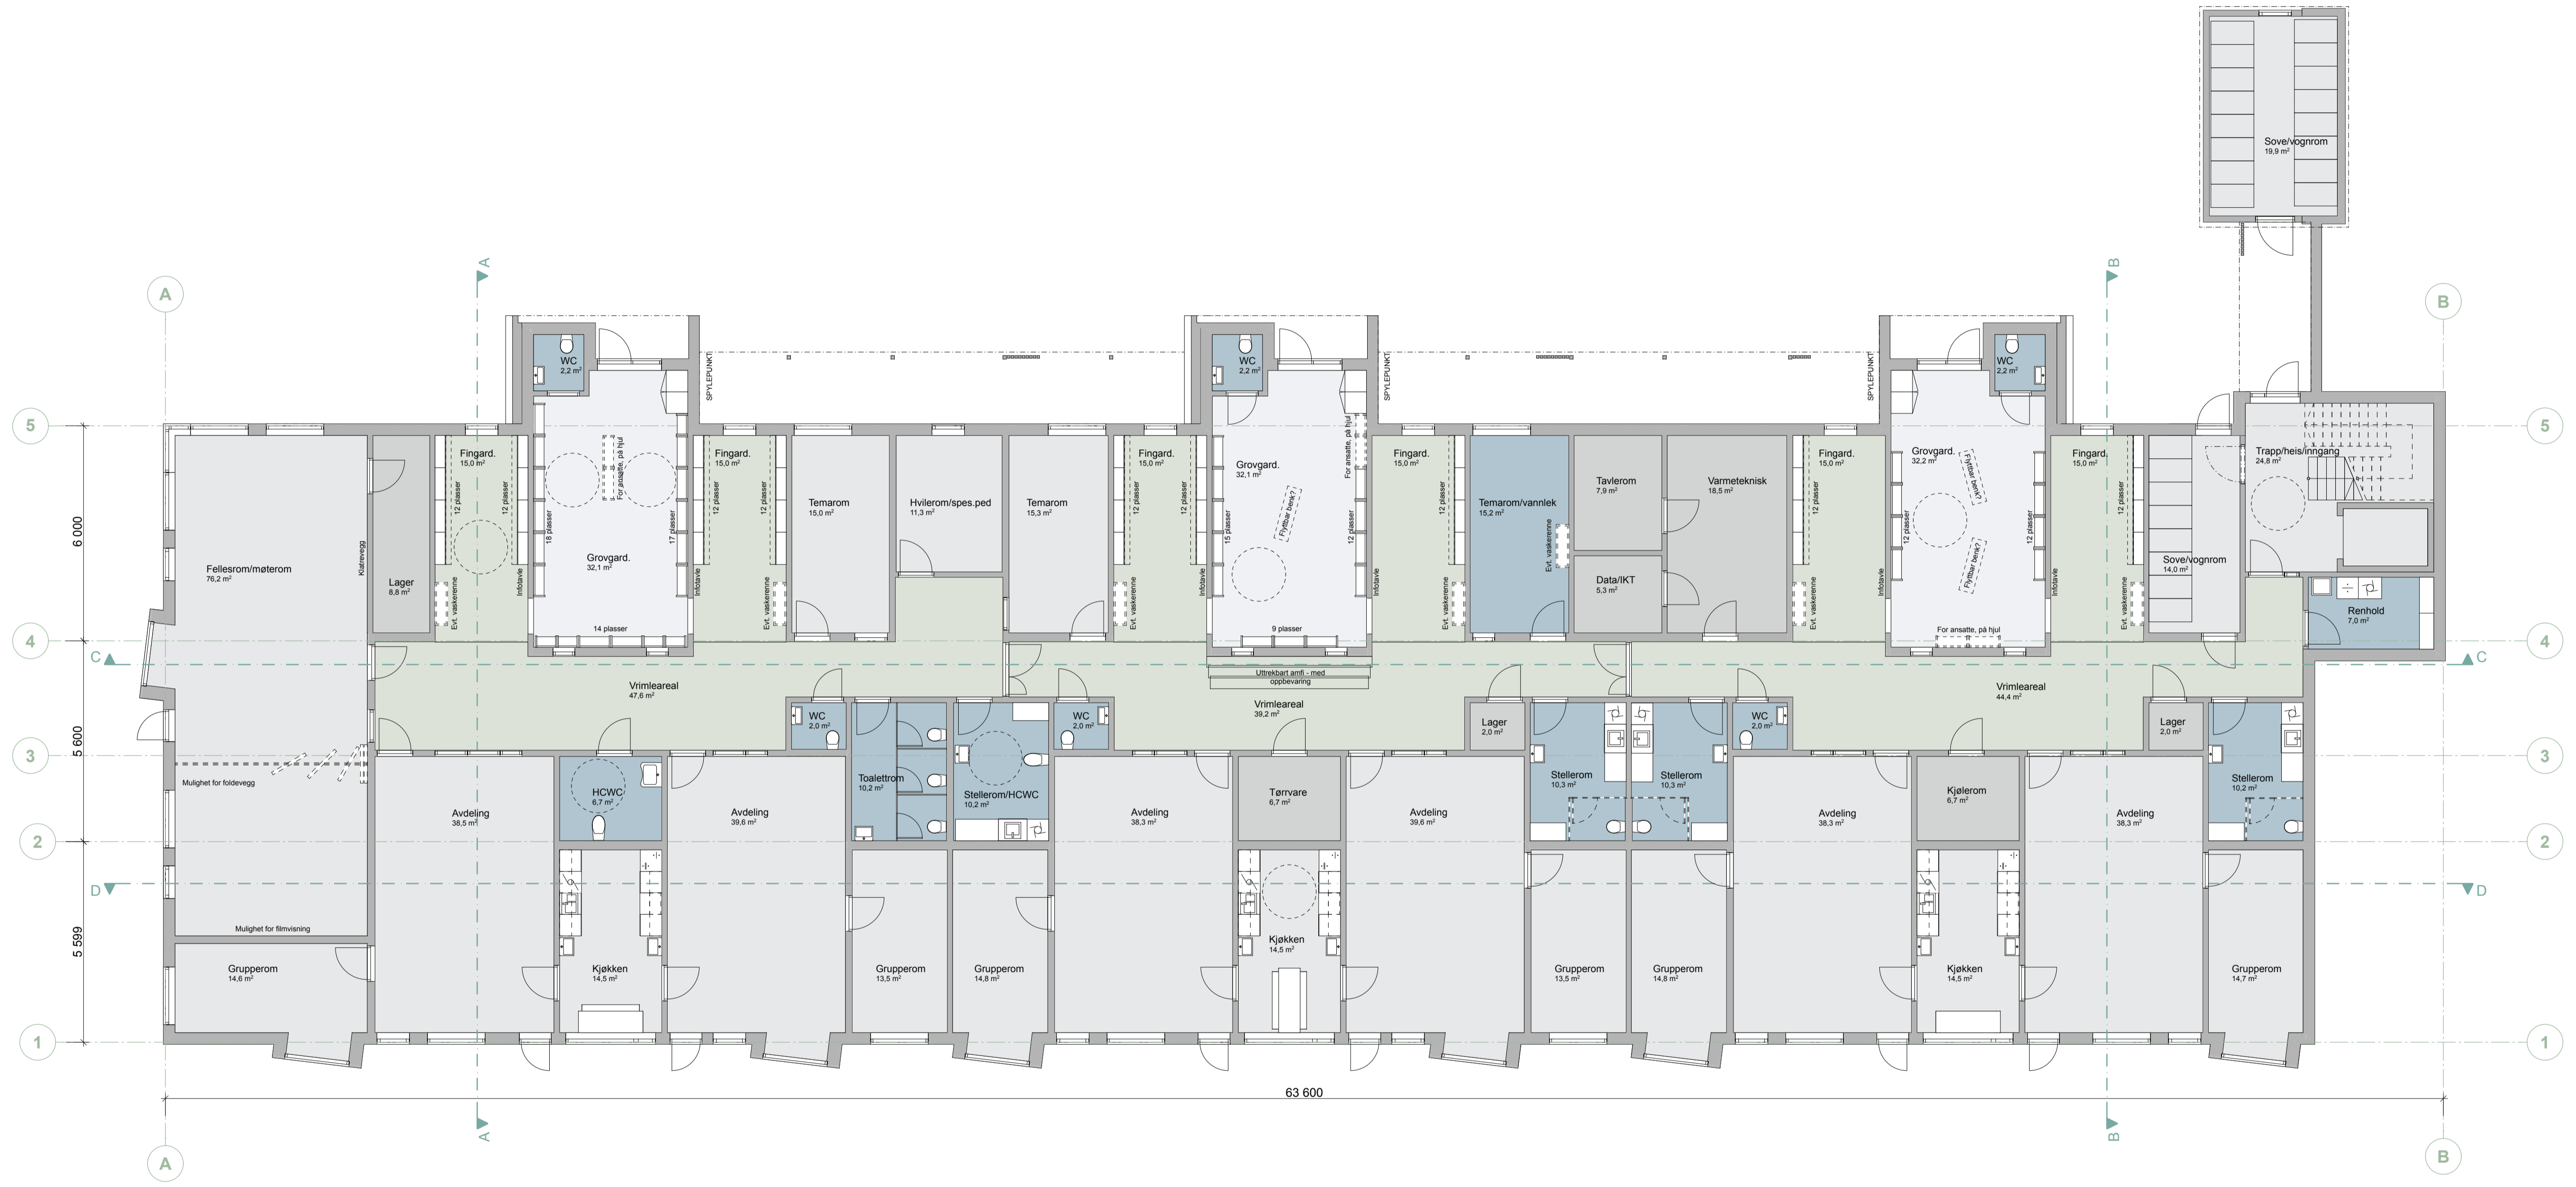 Sove/vognrom
19,9 m²
A
B
A
B
WC
2,2 m²
WC
2,2 m²
WC
2,2 m²
SPYLEPUNKT
SPYLEPUNKT
SPYLEPUNKT
5
5
6 000
5 600
5 599
Fellesrom/møterom
76,2 m²
Klatrevegg
Lager
8,8 m²
Fingard.
15,0 m²
12 plasser
12 plasser
Evt. vaskerenne
Infotavle
18 plasser
For ansatte, på hjul
17 plasser
Grovgard.
32,1 m²
14 plasser
Fingard.
15,0 m²
12 plasser
12 plasser
Infotavle
Evt. vaskerenne
Temarom
15,0 m²
Hvilerom/spes.ped
11,3 m²
Temarom
15,3 m²
Fingard.
15,0 m²
12 plasser
12 plasser
Evt. vaskerenne
Infotavle
Grovgard.
32,1 m²
15 plasser
Flyttbar benk?
For ansatte, på hjul
12 plasser
9 plasser
Fingard.
15,0 m²
12 plasser
Infotavle
Evt. vaskerenne
Temarom/vannlek
15,2 m²
Evt. vaskerenne
Tavlerom
7,9 m²
Data/IKT
5,3 m²
Varmeteknisk
18,5 m²
Fingard.
15,0 m²
12 plasser
Evt. vaskerenne
Infotavle
Grovgard.
32,2 m²
12 plasser
Flyttbar benk?
Flyttbar benk?
12 plasser
For ansatte, på hjul
Fingard.
15,0 m²
12 plasser
Infotavle
Evt. vaskerenne
Sove/vognrom
14,0 m²
Trapp/heis/inngang
24,8 m²
Renhold
7,0 m²
4
4
C
C
Vrimleareal
47,6 m²
Uttrekbart amfi - med
oppbevaring
Vrimleareal
39,2 m²
Vrimleareal
44,4 m²
WC
2,0 m²
WC
2,0 m²
Lager
2,0 m²
WC
2,0 m²
Lager
2,0 m²
3
3
Mulighet for foldevegg
Avdeling
38,5 m²
HCWC
6,7 m²
Avdeling
39,6 m²
Toalettrom
10,2 m²
Stellerom/HCWC
10,2 m²
Avdeling
38,3 m²
Tørrvare
6,7 m²
Avdeling
39,6 m²
Stellerom
10,3 m²
Stellerom
10,3 m²
Avdeling
38,3 m²
Kjølerom
6,7 m²
Avdeling
38,3 m²
Stellerom
10,2 m²
2
2
D
D
Mulighet for filmvisning
Grupperom
14,6 m²
Kjøkken
14,5 m²
Grupperom
13,5 m²
Grupperom
14,8 m²
Kjøkken
14,5 m²
Grupperom
13,5 m²
Grupperom
14,8 m²
Kjøkken
14,5 m²
Grupperom
14,7 m²
1
1
63 600
A
B
A
B